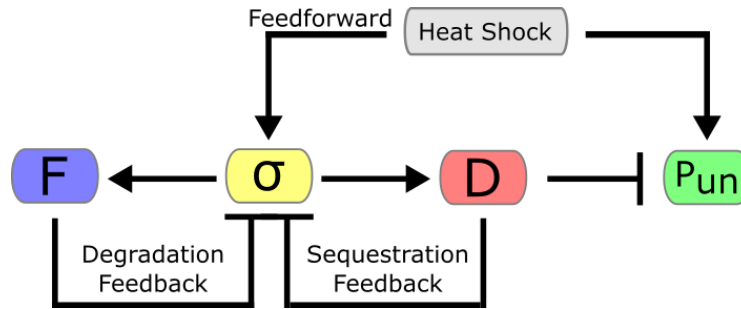 Feedforward
Heat Shock
F
σ
D
Pun
Degradation
Feedback
Sequestration
Feedback